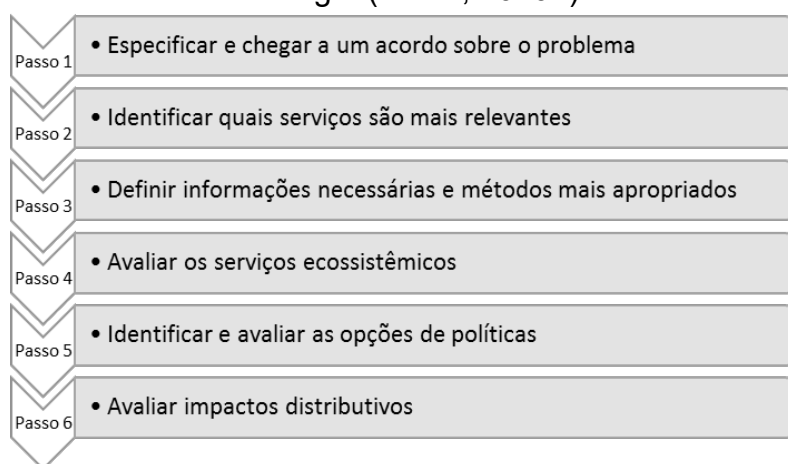 Passo 1
• Especificar e chegar a um acordo sobre o problema
Passo 2
• Identificar quais serviços são mais relevantes
Passo 3
• Definir informações necessárias e métodos mais apropriados
Passo 4
• Avaliar os serviços ecossistêmicos
Passo 5
• Identificar e avaliar as opções de políticas
Passo 6
• Avaliar impactos distributivos